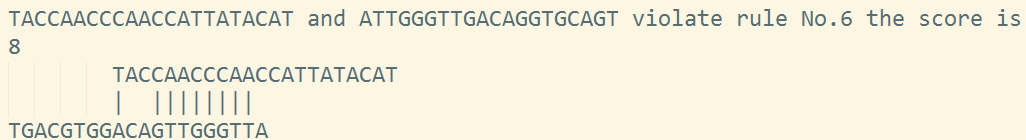 TACCAACCCAACCATTATACAT and ATTGGGTTGACAGGTGCAGT violate rule No.6 the score is
8
TACCAACCCAACCATTATACAT
|  ||||||||
TGACGTGGACAGTTGGGTTA